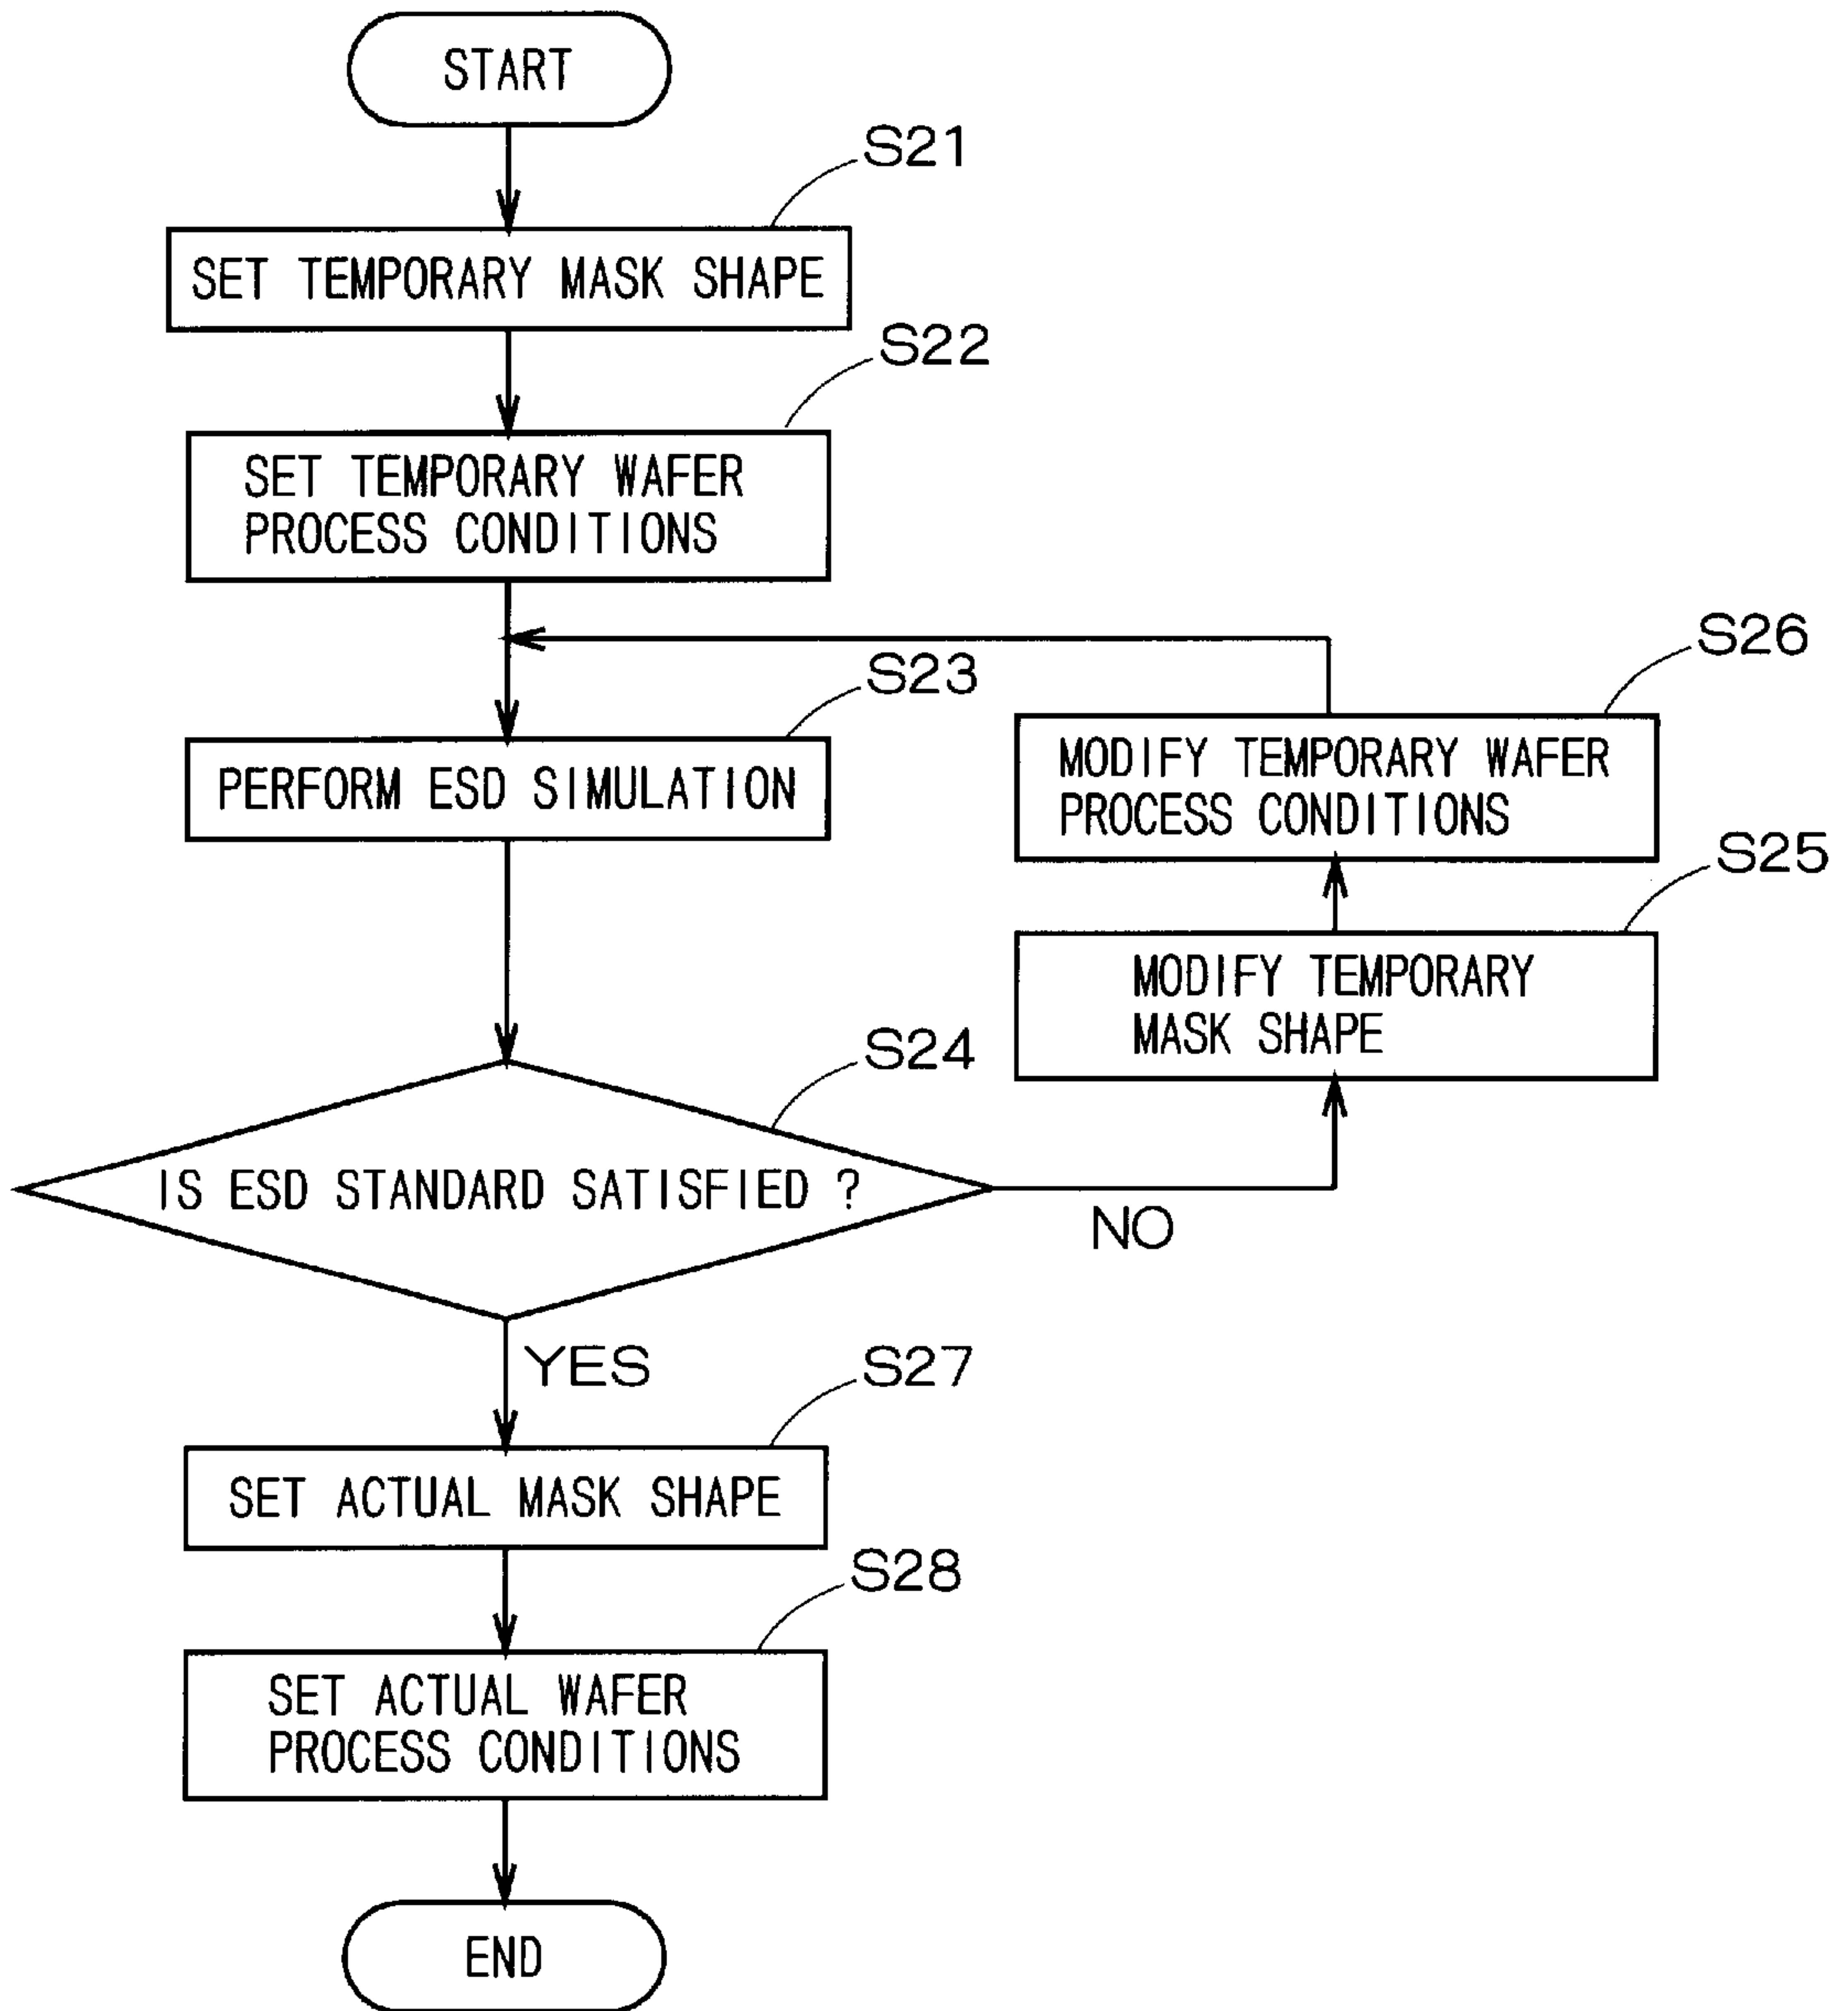 START
S21
SET TEMPORARY MASK SHAPE
S22
SET TEMPORARY WAFER
PROCESS CONDITIONS
S23
PERFORM ESD SIMULATION
S24
IS ESD STANDARD SATISFIED ?
NO
S25
MODIFY TEMPORARY
MASK SHAPE
S26
MODIFY TEMPORARY WAFER
PROCESS CONDITIONS
YES
S27
SET ACTUAL MASK SHAPE
S28
SET ACTUAL WAFER
PROCESS CONDITIONS
END